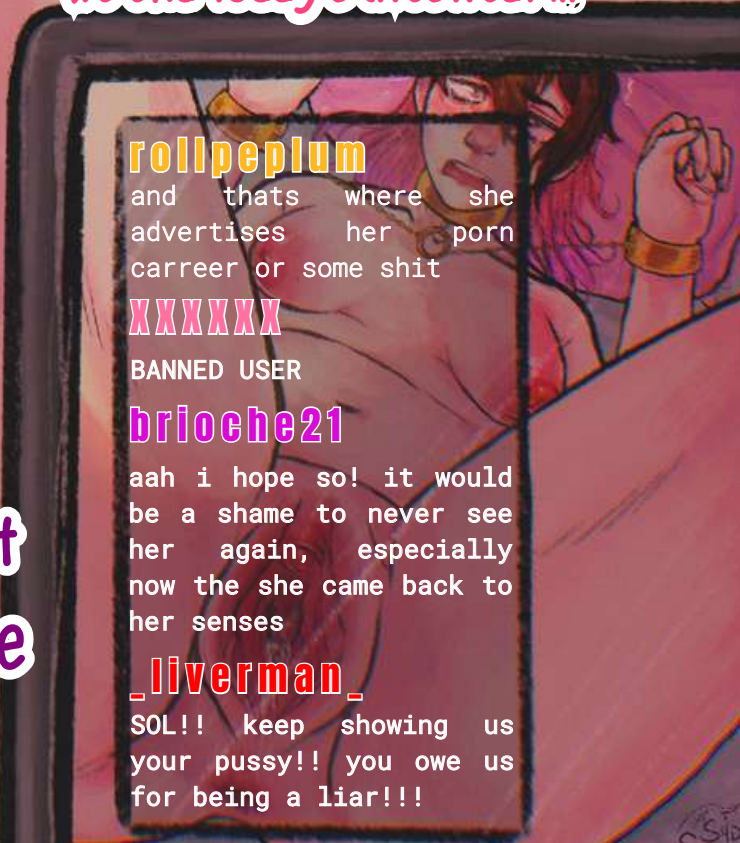 rollpeplum
and thats where she
advertises her porn
carreer or some shit
XXXXXX
BANNED USER
brioche21
aah i hope so! it would
be a shame to never see
her again, especially
now the she came back to
her senses
_liverman_
SOL!! keep showing us
your pussy!! you owe us
for being a liar!!!
t
e